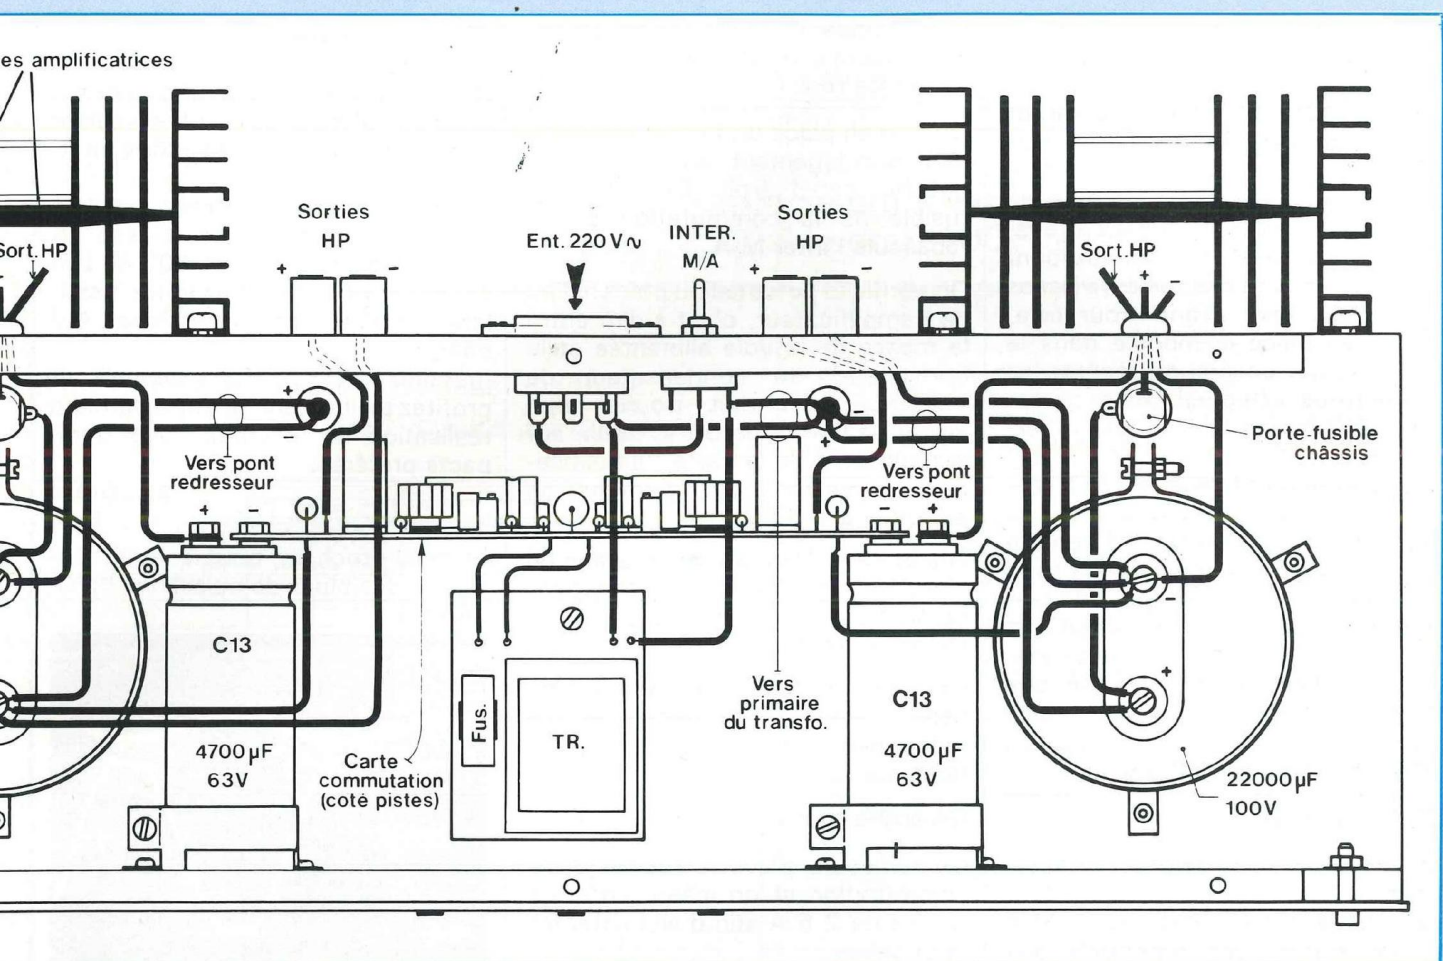 es amplificatrices
Sorties
HP
+ -
Sort.HP
Ent. 220 V∿
INTER.
M/A
Sorties
HP
+ -
Sort.HP
+
+
-
+
Porte-fusible
châssis
Vers pont
redresseur
+ -
Vers pont
redresseur
- +
C13
4700 µF
63V
Carte
commutation
(coté pistes)
Fus.
TR.
Vers
primaire
du transfo.
C13
4700 µF
63V
-
+
22000 µF
100V